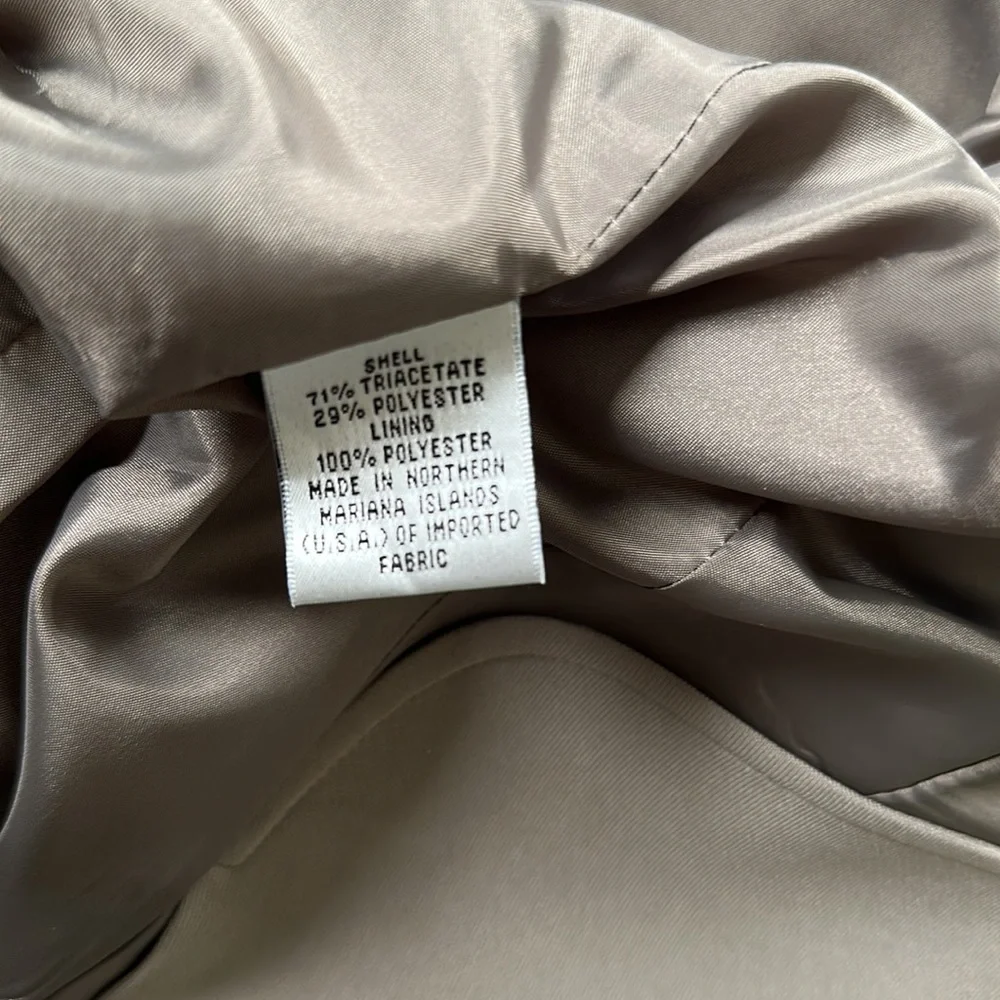 SHELL
71% TRIACETATE
29% POLYESTER
LINING
100% POLYESTER
MADE IN NORTHERN
MARIANA ISLANDS
(U.S.A.) OF IMPORTED
FABRIC